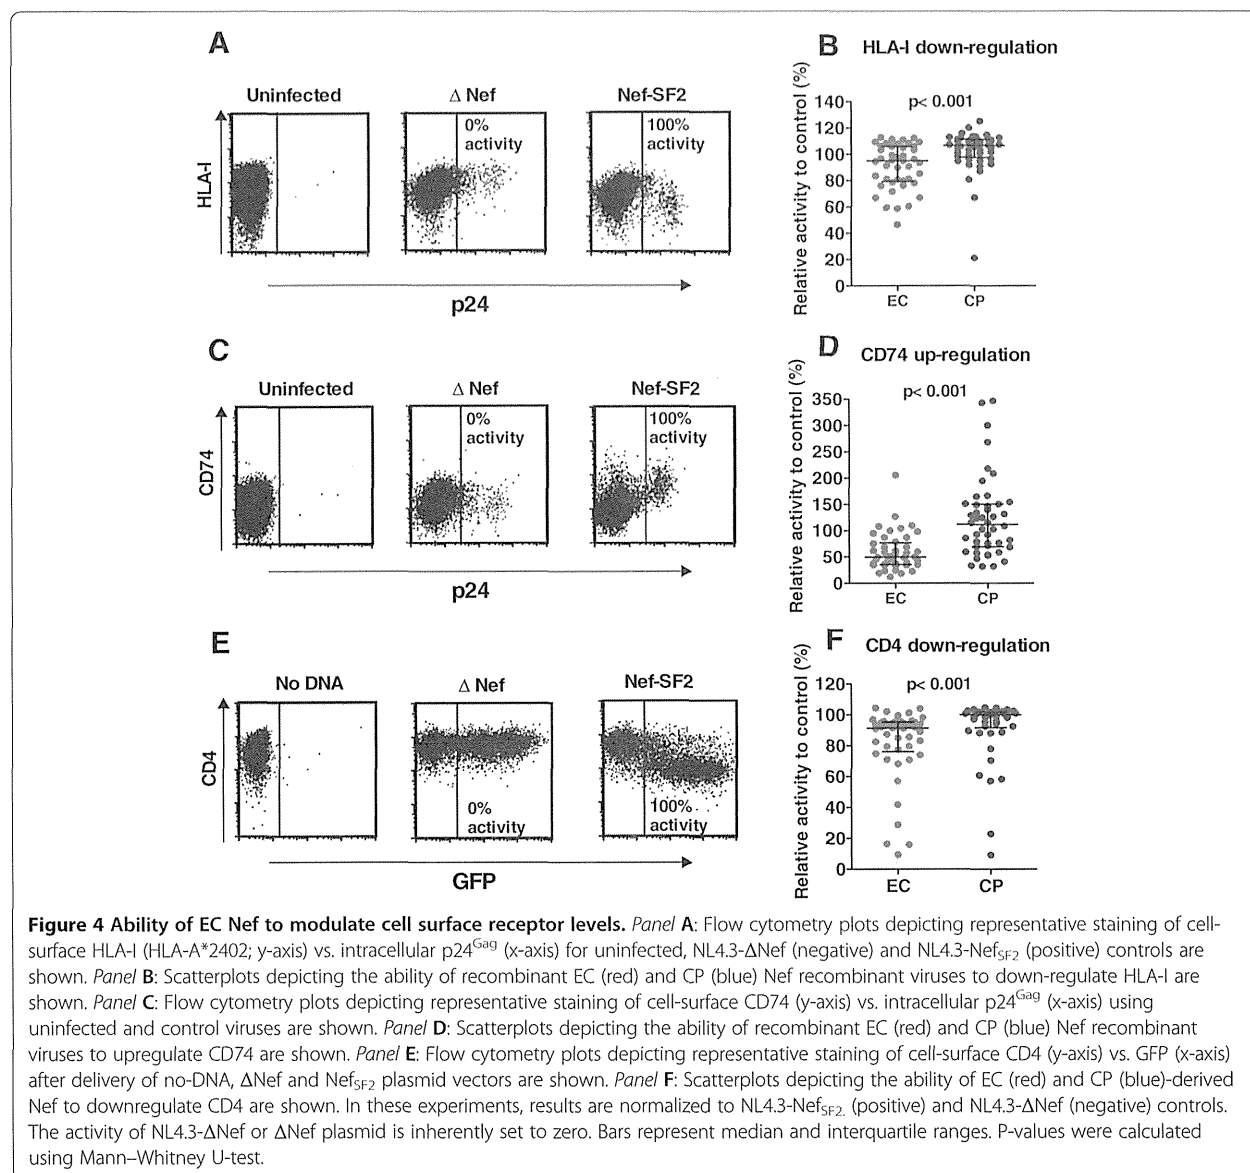 A
Uninfected
Δ Nef
Nef-SF2
0%
activity
100%
activity
HLA-I
p24
B
HLA-I down-regulation
p< 0.001
Relative activity to control (%)
140
120
100
80
60
40
20
0
EC
CP
C
Uninfected
Δ Nef
Nef-SF2
0%
activity
100%
activity
CD74
p24
D
CD74 up-regulation
p< 0.001
Relative activity to control (%)
350
300
250
200
150
100
50
0
EC
CP
E
No DNA
Δ Nef
Nef-SF2
0%
activity
100%
activity
CD4
GFP
F
CD4 down-regulation
p< 0.001
Relative activity to control (%)
120
100
80
60
40
20
0
EC
CP
Figure 4 Ability of EC Nef to modulate cell surface receptor levels. Panel A: Flow cytometry plots depicting representative staining of cell-
surface HLA-I (HLA-A*2402; y-axis) vs. intracellular p24Gag (x-axis) for uninfected, NL4.3-ΔNef (negative) and NL4.3-NefSF2 (positive) controls are
shown. Panel B: Scatterplots depicting the ability of recombinant EC (red) and CP (blue) Nef recombinant viruses to down-regulate HLA-I are
shown. Panel C: Flow cytometry plots depicting representative staining of cell-surface CD74 (y-axis) vs. intracellular p24Gag (x-axis) using
uninfected and control viruses are shown. Panel D: Scatterplots depicting the ability of recombinant EC (red) and CP (blue) Nef recombinant
viruses to upregulate CD74 are shown. Panel E: Flow cytometry plots depicting representative staining of cell-surface CD4 (y-axis) vs. GFP (x-axis)
after delivery of no-DNA, ΔNef and NefSF2 plasmid vectors are shown. Panel F: Scatterplots depicting the ability of EC (red) and CP (blue)-derived
Nef to downregulate CD4 are shown. In these experiments, results are normalized to NL4.3-NefSF2. (positive) and NL4.3-ΔNef (negative) controls.
The activity of NL4.3-ΔNef or ΔNef plasmid is inherently set to zero. Bars represent median and interquartile ranges. P-values were calculated
using Mann–Whitney U-test.